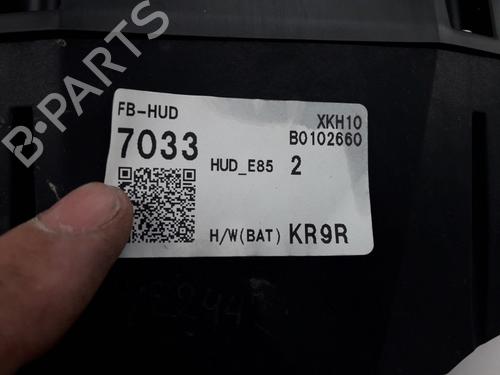 FB-HUD
XKH10
7033
B0102660
HUD_E85 2
H/W(BAT) KR9R
B-PARTS